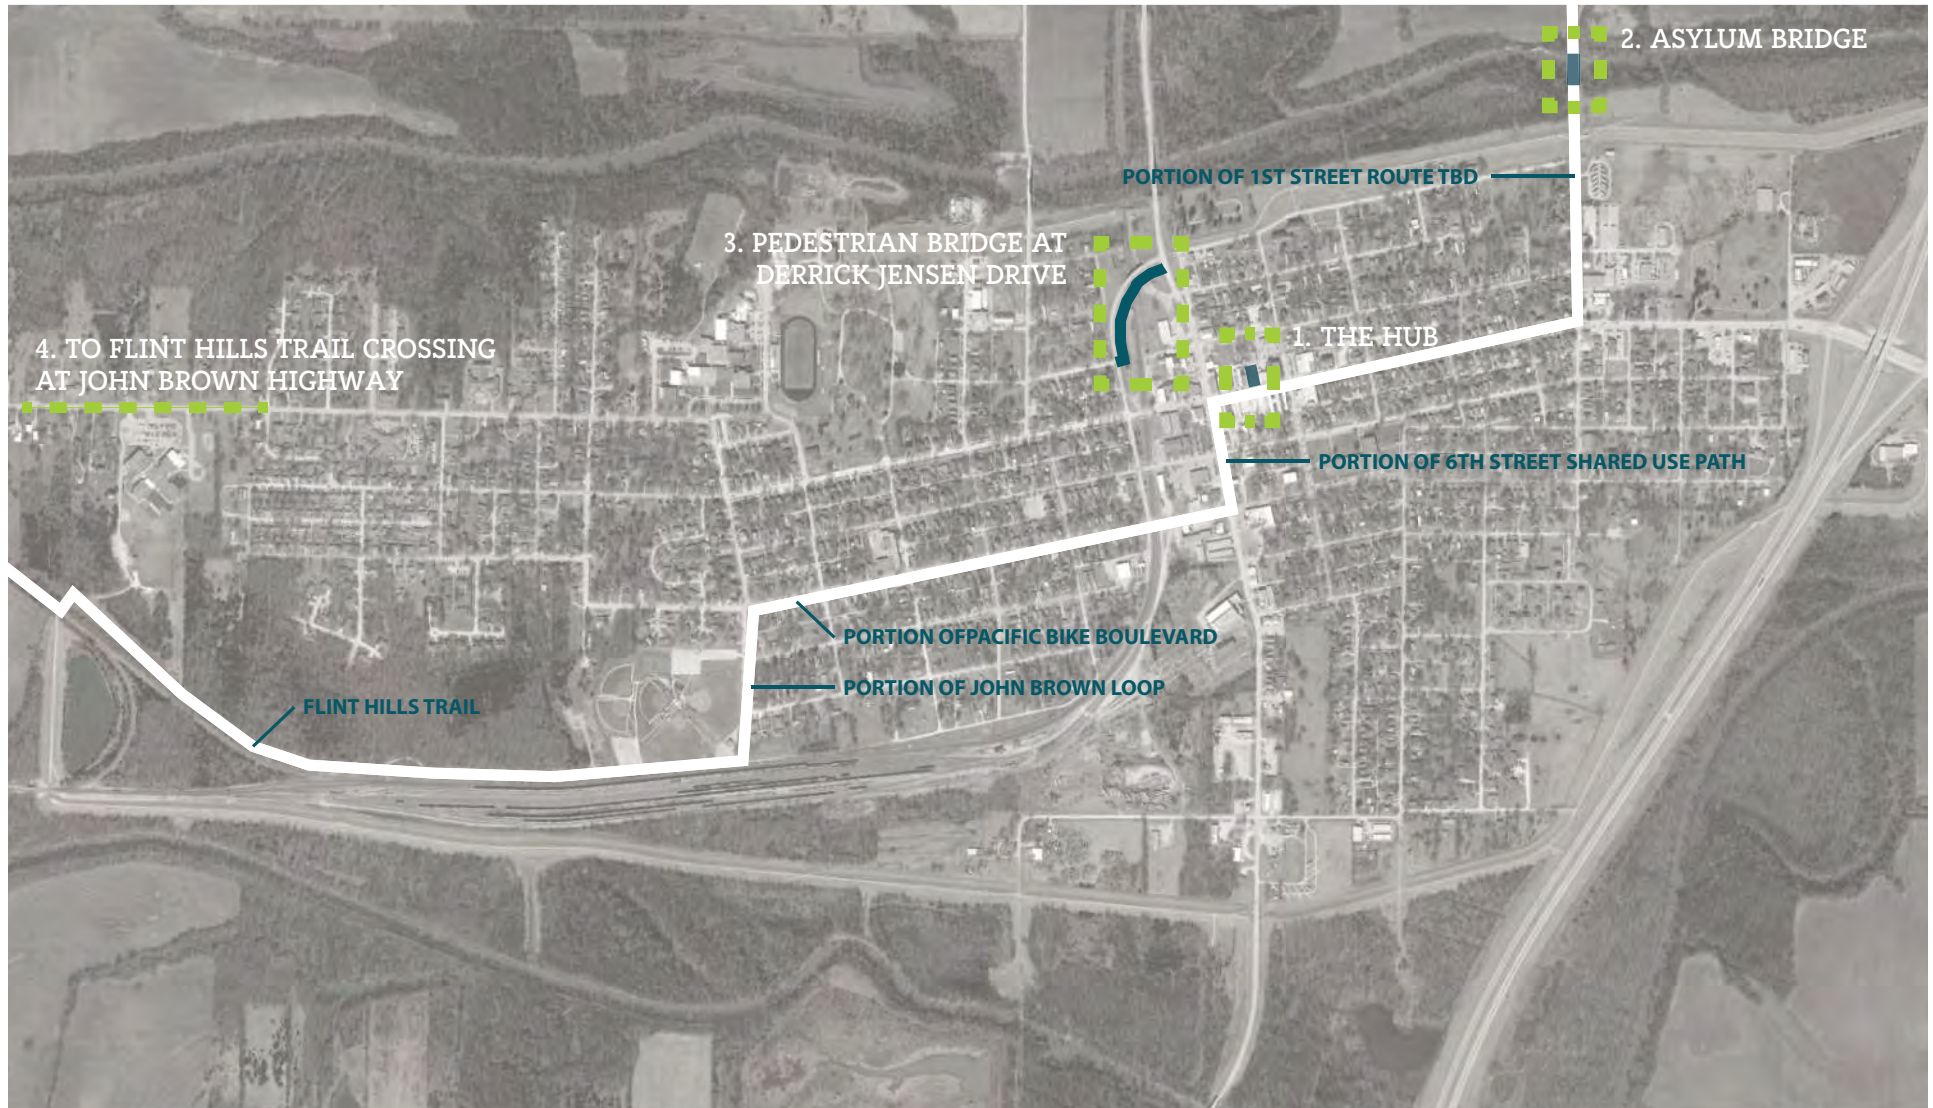 2. ASYLUM BRIDGE
PORTION OF 1ST STREET ROUTE TBD
3. PEDESTRIAN BRIDGE AT
DERRICK JENSEN DRIVE
1. THE HUB
4. TO FLINT HILLS TRAIL CROSSING
AT JOHN BROWN HIGHWAY
PORTION OF 6TH STREET SHARED USE PATH
PORTION OFPACIFIC BIKE BOULEVARD
PORTION OF JOHN BROWN LOOP
FLINT HILLS TRAIL